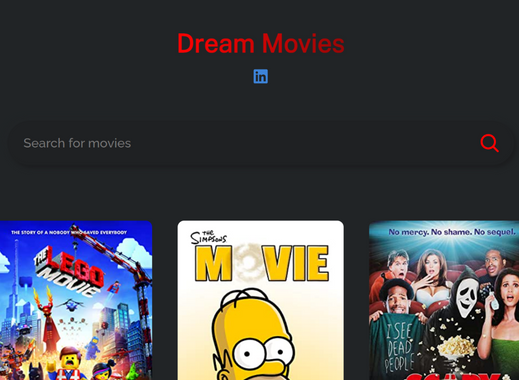 Dream Movies
in
Search for movies
THE STORY OF A NOBODY WHO SAVED EVERYBODY
THE
LEGO
MOVIE
THE
SIMPSONS
MOVIE
No mercy. No shame. No sequel.
I SEE
DEAD
PEOPLE
SCARY